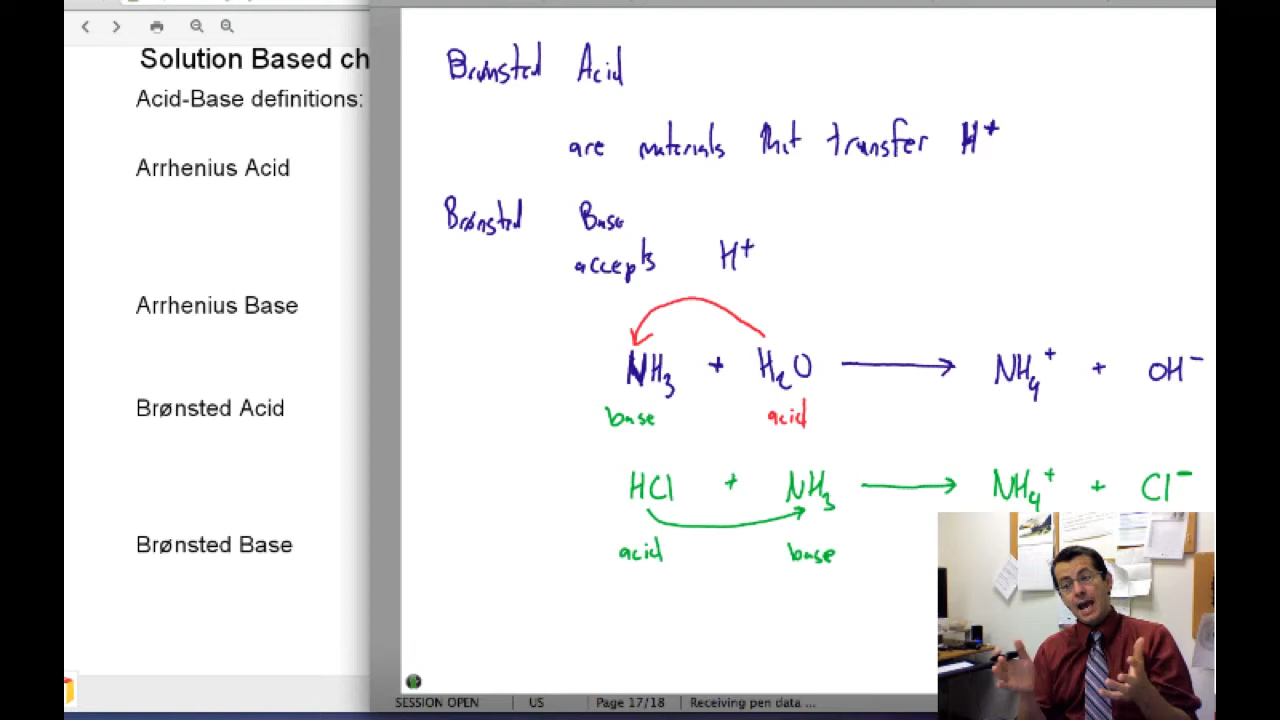 Solution Based ch
Acid-Base definitions:
Arrhenius Acid
Arrhenius Base
Brønsted Acid
Brønsted Base
Brønsted Acid
are materials that transfer H⁺
Brønsted Base
accepts H⁺
NH₃ + H₂O → NH₄⁺ + OH⁻
base acid
HCl + NH₃ → NH₄⁺ + Cl⁻
acid base
SESSION OPEN US Page 17/18 Receiving pen data ...